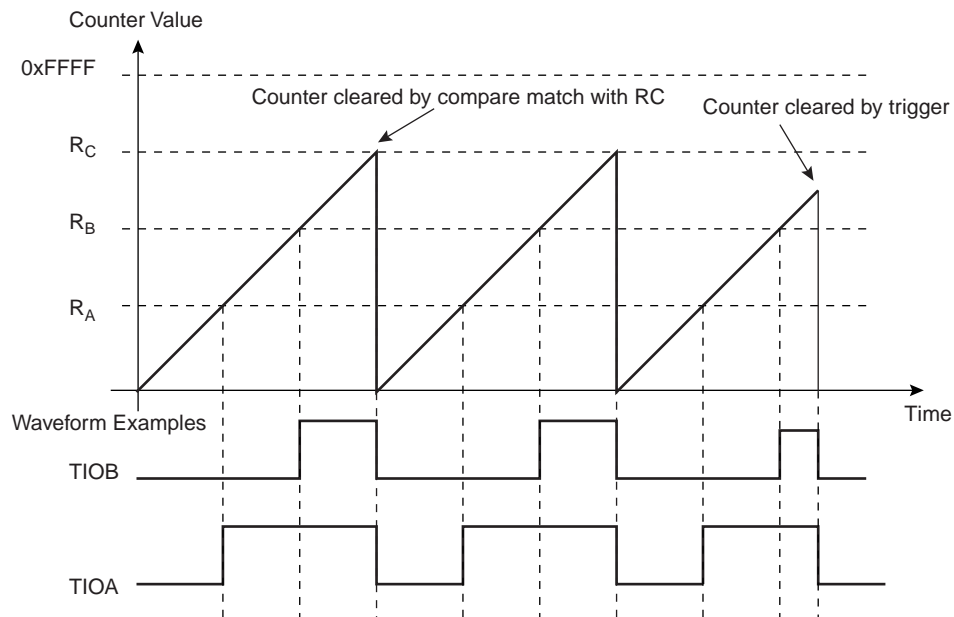 Counter Value
0xFFFF
Counter cleared by compare match with RC
Counter cleared by trigger
RC
RB
RA
Time
Waveform Examples
TIOB
TIOA